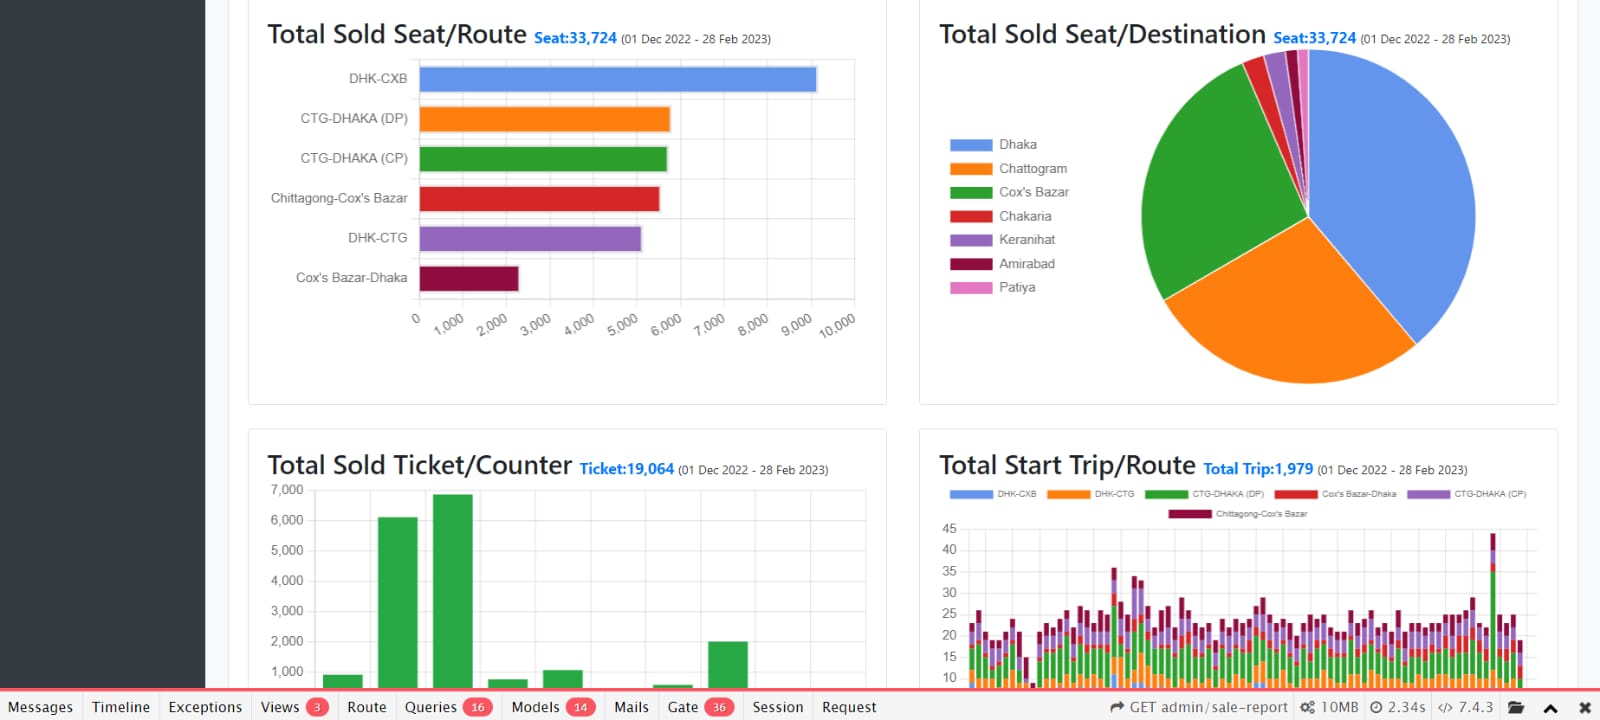 Total Sold Seat/Route Seat:33,724 (01 Dec 2022 - 28 Feb 2023)
DHK-CXB
CTG-DHAKA (DP)
CTG-DHAKA (CP)
Chittagong-Cox's Bazar
DHK-CTG
Cox's Bazar-Dhaka
0 1,000 2,000 3,000 4,000 5,000 6,000 7,000 8,000 9,000 10,000
Total Sold Seat/Destination Seat:33,724 (01 Dec 2022 - 28 Feb 2023)
Dhaka
Chattogram
Cox's Bazar
Chakaria
Keranihat
Amirabad
Patiya
Total Sold Ticket/Counter Ticket:19,064 (01 Dec 2022 - 28 Feb 2023)
7,000
6,000
5,000
4,000
3,000
2,000
1,000
Total Start Trip/Route Total Trip:1,979 (01 Dec 2022 - 28 Feb 2023)
DHK-CXB DHK-CTG CTG-DHAKA (DP) Cox's Bazar-Dhaka CTG-DHAKA (CP)
Chittagong-Cox's Bazar
45
40
35
30
25
20
15
10
Messages Timeline Exceptions Views 3 Route Queries 16 Models 14 Mails Gate 36 Session Request GET admin/sale-report 10MB 2.34s </> 7.4.3